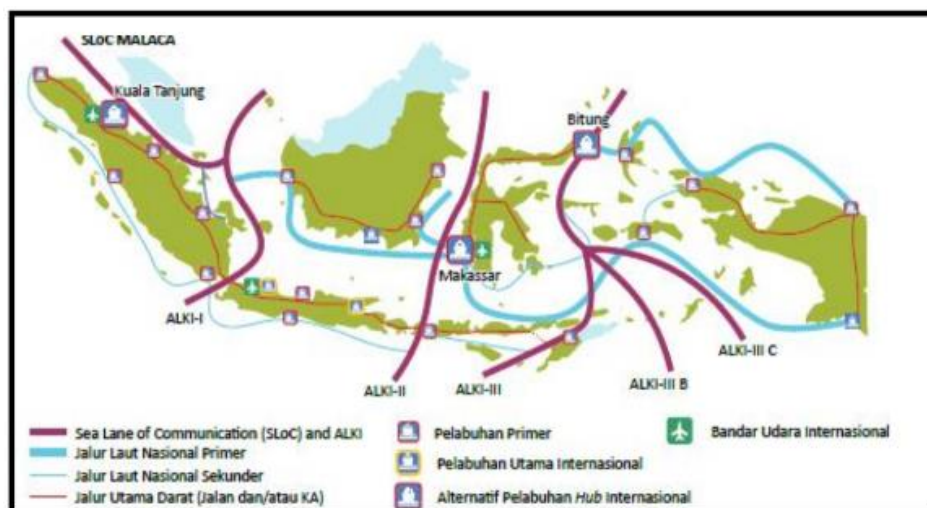 SLoC MALACA
Kuala Tanjung
Bitung
Makassar
ALKI-I
ALKI-II
ALKI-III
ALKI-III B
ALKI-III C
Sea Lane of Communication (SLoC) and ALKI
Jalur Laut Nasional Primer
Jalur Laut Nasional Sekunder
Jalur Utama Darat (Jalan dan/atau KA)
Pelabuhan Primer
Pelabuhan Utama Internasional
Alternatif Pelabuhan Hub Internasional
Bandar Udara Internasional